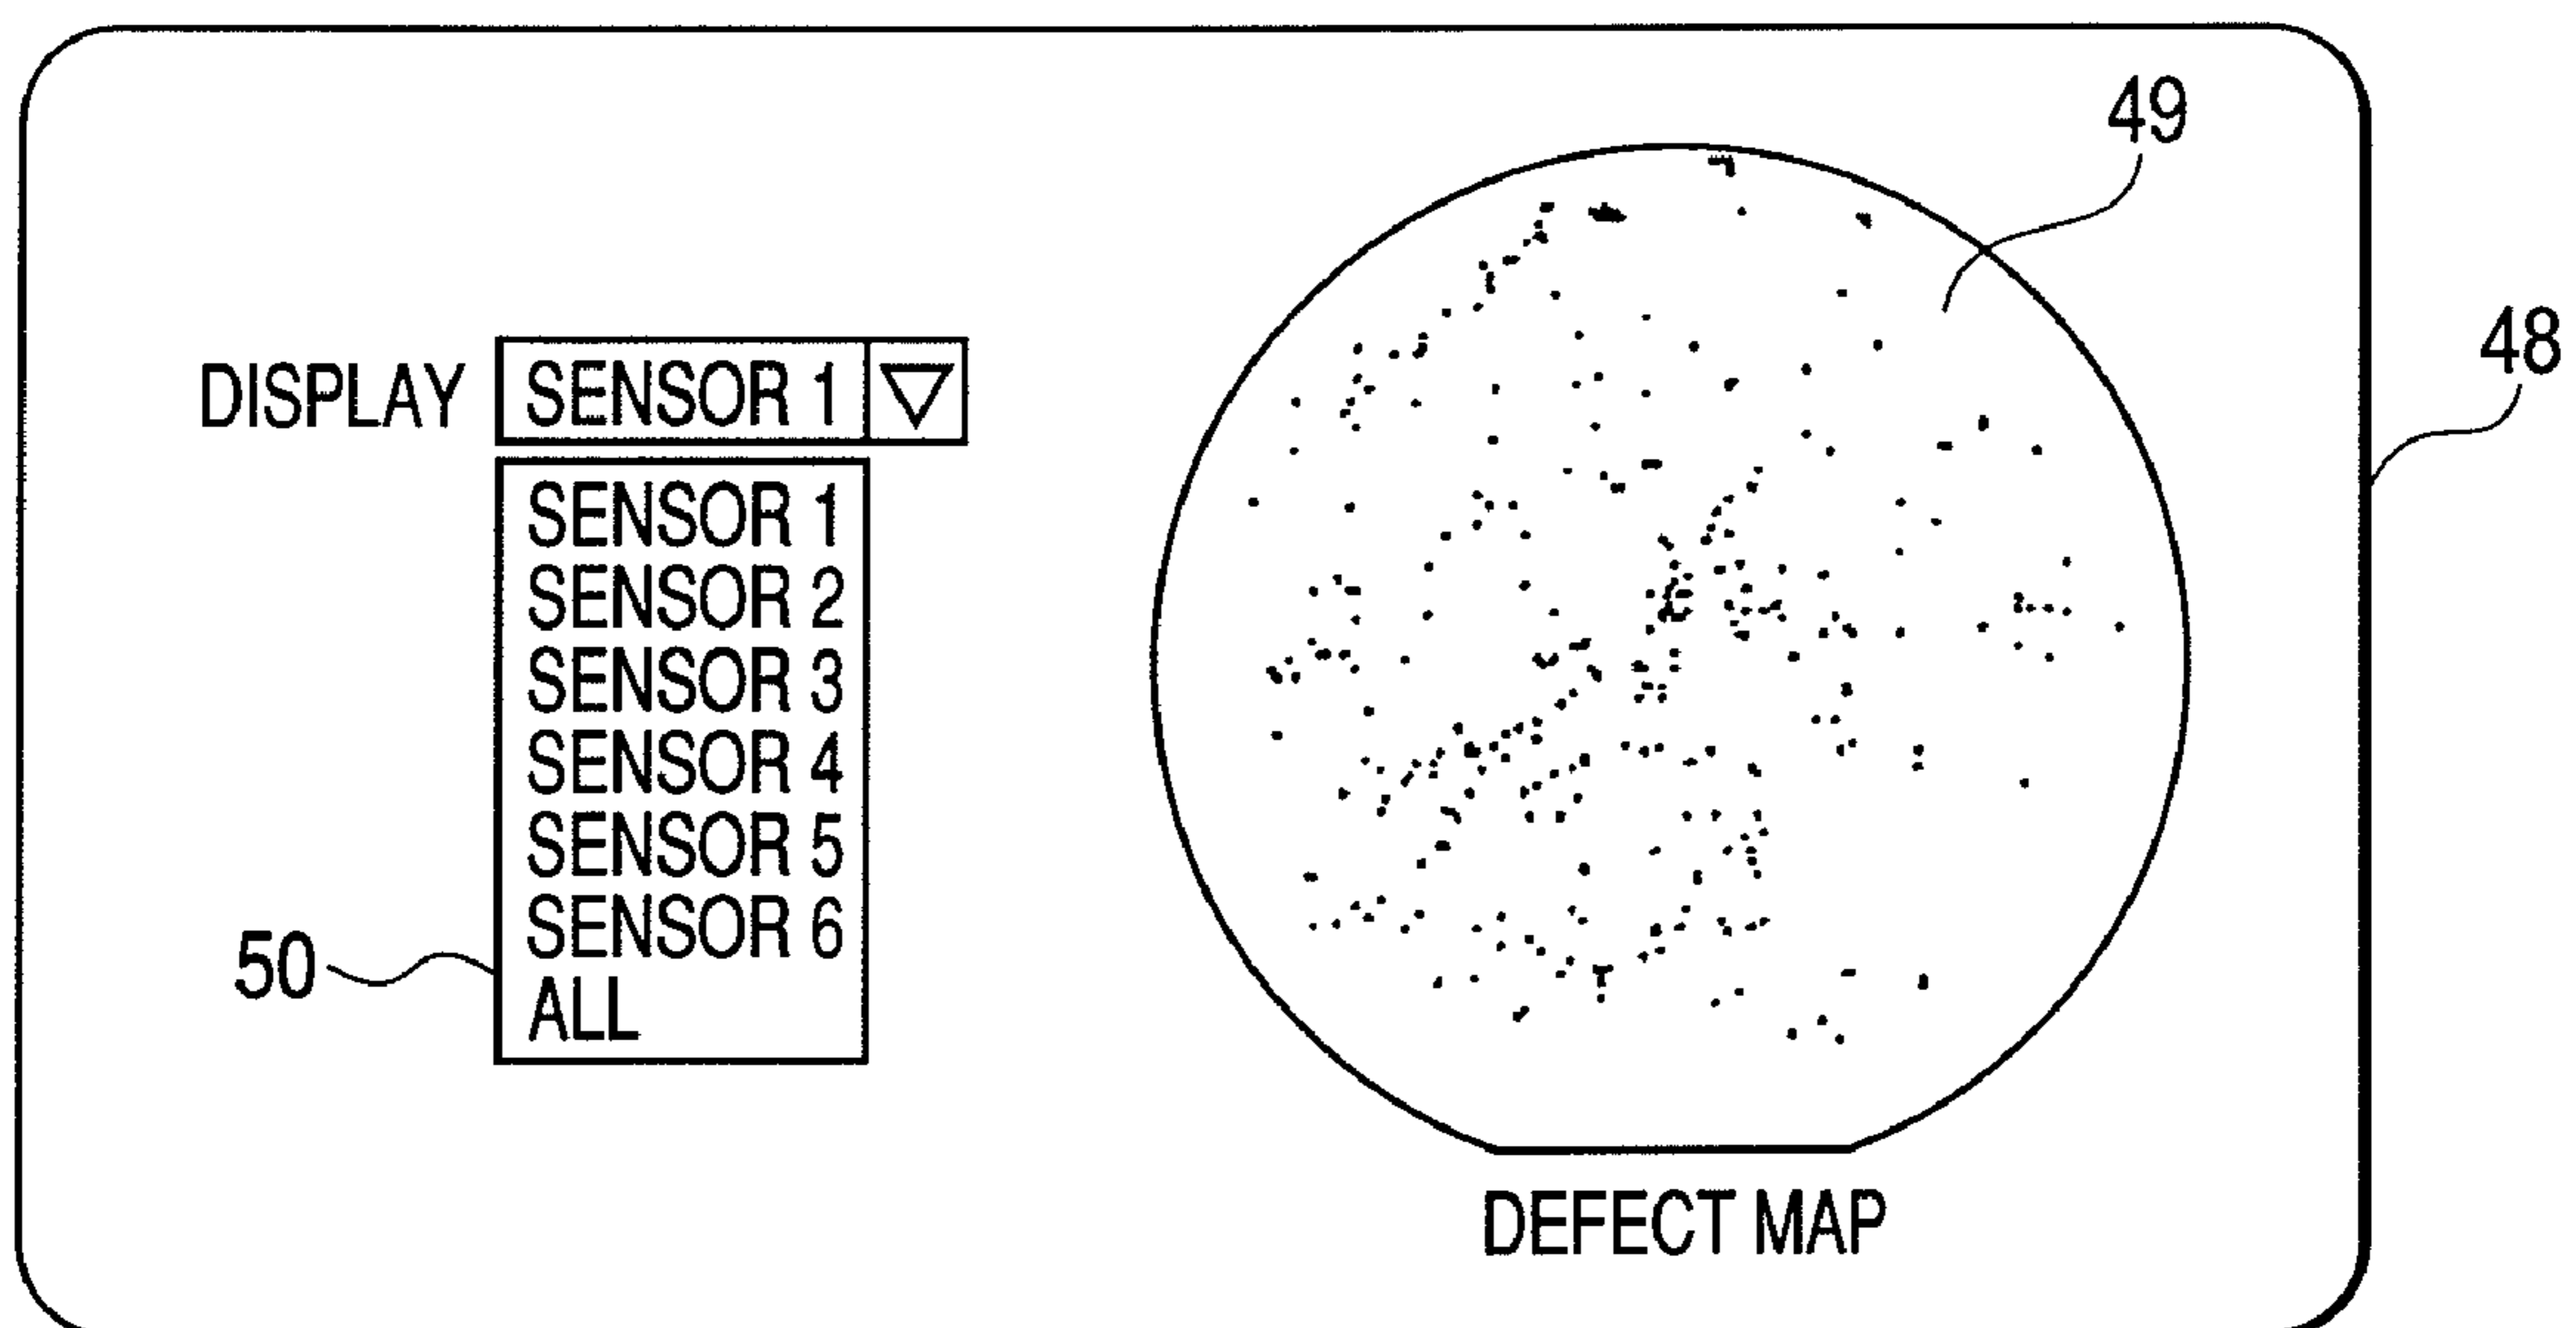 49
48
DISPLAY SENSOR 1
SENSOR 1
SENSOR 2
SENSOR 3
SENSOR 4
SENSOR 5
SENSOR 6
ALL
50
DEFECT MAP